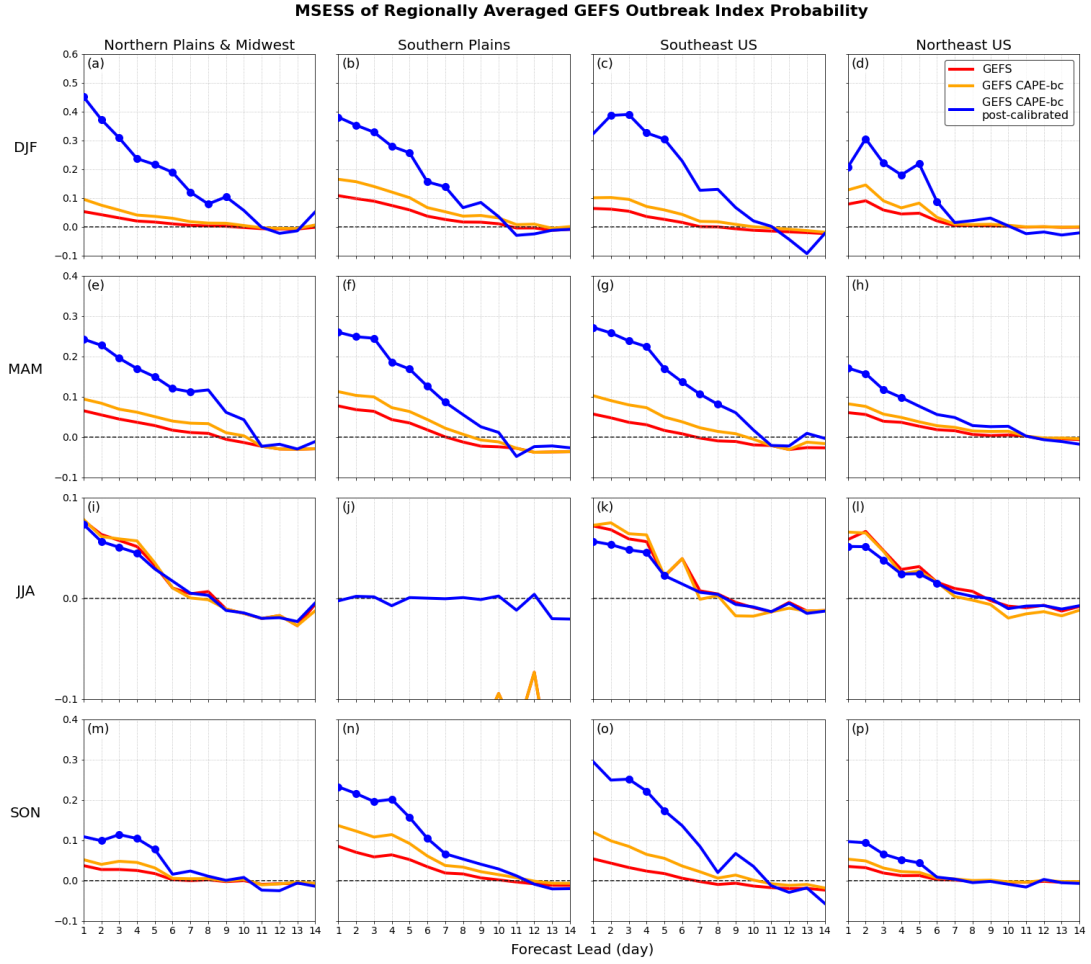 MSESS of Regionally Averaged GEFS Outbreak Index Probability
Northern Plains & Midwest
Southern Plains
Southeast US
Northeast US
DJF
(a)
(b)
(c)
(d)
GEFS
GEFS CAPE-bc
GEFS CAPE-bc
post-calibrated
0.6
0.5
0.4
0.3
0.2
0.1
0.0
−0.1
MAM
(e)
(f)
(g)
(h)
0.4
0.3
0.2
0.1
0.0
−0.1
JJA
(i)
(j)
(k)
(l)
0.1
0.0
−0.1
SON
(m)
(n)
(o)
(p)
0.4
0.3
0.2
0.1
0.0
−0.1
1 2 3 4 5 6 7 8 9 10 11 12 13 14
1 2 3 4 5 6 7 8 9 10 11 12 13 14
1 2 3 4 5 6 7 8 9 10 11 12 13 14
1 2 3 4 5 6 7 8 9 10 11 12 13 14
Forecast Lead (day)